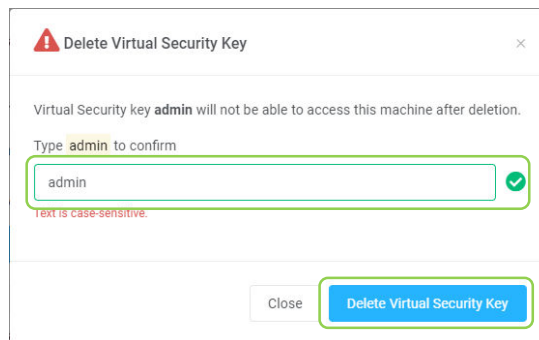 Delete Virtual Security Key
Virtual Security key admin will not be able to access this machine after deletion.
Type admin to confirm
admin
Text is case-sensitive.
Close
Delete Virtual Security Key